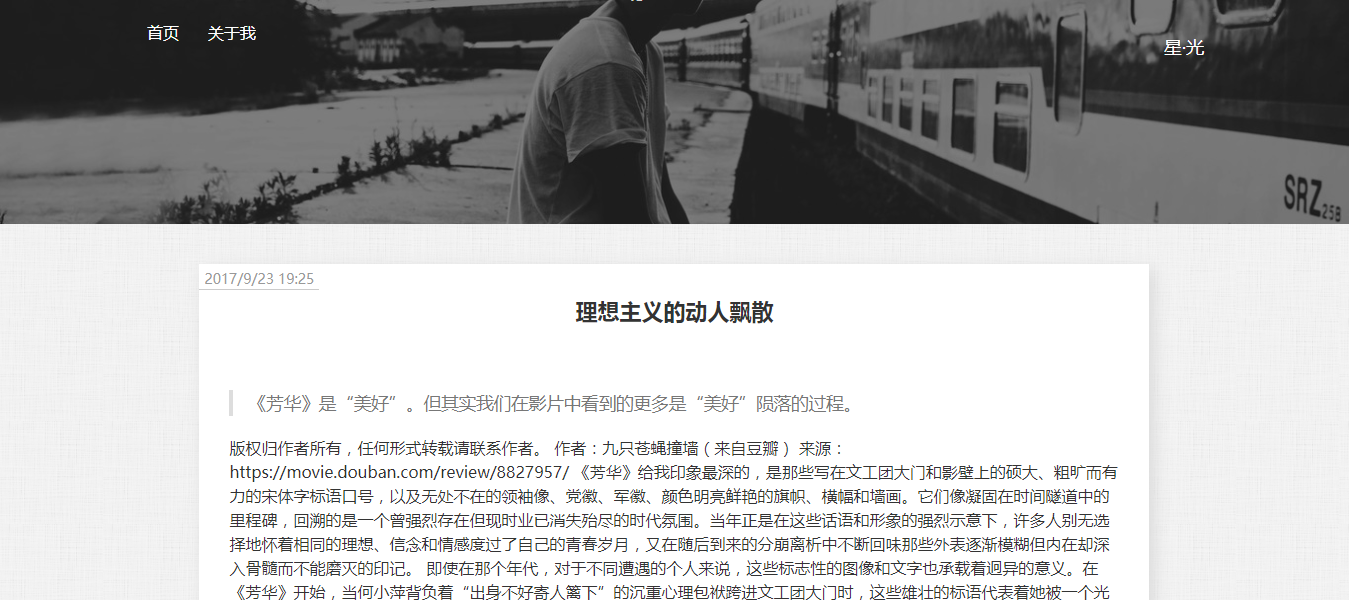 首页 关于我
星·光
SRZ25B
2017/9/23 19:25
理想主义的动人飘散
《芳华》是“美好”。但其实我们在影片中看到的更多是“美好”陨落的过程。
版权归作者所有，任何形式转载请联系作者。 作者：九只苍蝇撞墙（来自豆瓣） 来源：
https://movie.douban.com/review/8827957/ 《芳华》给我印象最深的，是那些写在文工团大门和影壁上的硕大、粗旷而有
力的宋体字标语口号，以及无处不在的领袖像、党徽、军徽、颜色明亮鲜艳的旗帜、横幅和墙画。它们像凝固在时间隧道中的
里程碑，回溯的是一个曾强烈存在但现时业已消失殆尽的时代氛围。当年正是在这些话语和形象的强烈示意下，许多人别无选
择地怀着相同的理想、信念和情感度过了自己的青春岁月，又在随后到来的分崩离析中不断回味那些外表逐渐模糊但内在却深
入骨髓而不能磨灭的印记。 即使在那个年代，对于不同遭遇的个人来说，这些标志性的图像和文字也承载着迥异的意义。在
《芳华》开始，当何小萍背负着“出身不好寄人篱下”的沉重心理包袱跨进文工团大门时，这些雄壮的标语代表着她被一个光